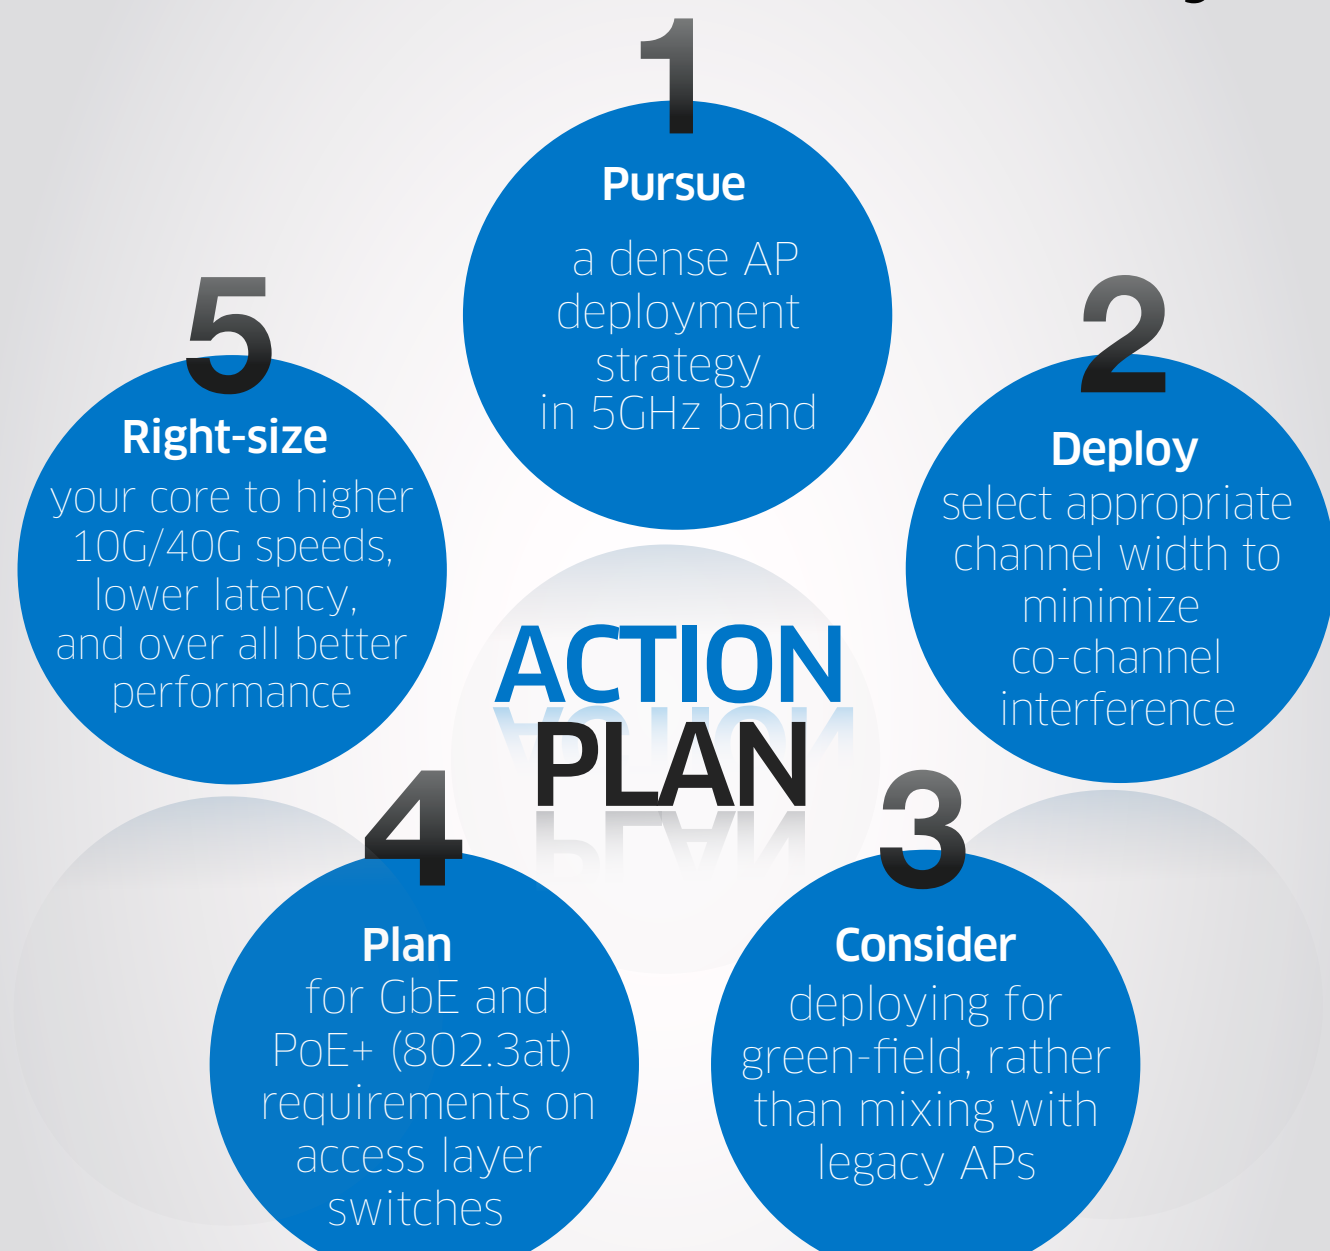 1
Pursue
a dense AP
deployment
strategy
in 5GHz band
2
Deploy
select appropriate
channel width to
minimize
co-channel
interference
3
Consider
deploying for
green-field, rather
than mixing with
legacy APs
4
Plan
for GbE and
PoE+ (802.3at)
requirements on
access layer
switches
5
Right-size
your core to higher
10G/40G speeds,
lower latency,
and over all better
performance
ACTION
PLAN